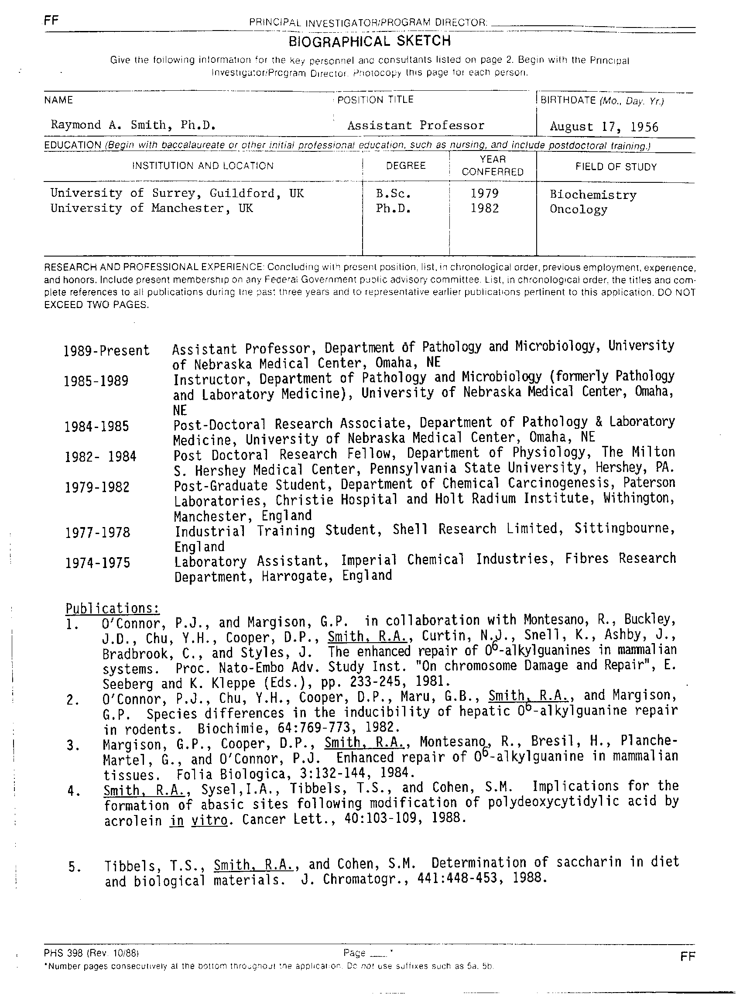 FF
PRINCIPAL INVESTIGATOR/PROGRAM DIRECTOR:
BIOGRAPHICAL SKETCH
Give the following information for the key personnel and consultants listed on page 2. Begin with the Principal
Investigator/Program Director. Photocopy this page for each person.
NAME POSITION TITLE BIRTHDATE (Mo., Day, Yr.)
Raymond A. Smith, Ph.D. Assistant Professor August 17, 1956
EDUCATION (Begin with baccalaureate or other initial professional education, such as nursing, and include postdoctoral training.)
INSTITUTION AND LOCATION DEGREE YEAR CONFERRED FIELD OF STUDY
University of Surrey, Guildford, UK B.Sc. 1979 Biochemistry
University of Manchester, UK Ph.D. 1982 Oncology
RESEARCH AND PROFESSIONAL EXPERIENCE: Concluding with present position, list, in chronological order, previous employment, experience,
and honors. Include present membership on any Federal Government public advisory committee. List, in chronological order, the titles and com-
plete references to all publications during the past three years and to representative earlier publications pertinent to this application. DO NOT
EXCEED TWO PAGES.
1989-Present Assistant Professor, Department of Pathology and Microbiology, University
of Nebraska Medical Center, Omaha, NE
1985-1989 Instructor, Department of Pathology and Microbiology (formerly Pathology
and Laboratory Medicine), University of Nebraska Medical Center, Omaha,
NE
1984-1985 Post-Doctoral Research Associate, Department of Pathology & Laboratory
Medicine, University of Nebraska Medical Center, Omaha, NE
1982- 1984 Post Doctoral Research Fellow, Department of Physiology, The Milton
S. Hershey Medical Center, Pennsylvania State University, Hershey, PA.
1979-1982 Post-Graduate Student, Department of Chemical Carcinogenesis, Paterson
Laboratories, Christie Hospital and Holt Radium Institute, Withington,
Manchester, England
1977-1978 Industrial Training Student, Shell Research Limited, Sittingbourne,
England
1974-1975 Laboratory Assistant, Imperial Chemical Industries, Fibres Research
Department, Harrogate, England
Publications:
1. O'Connor, P.J., and Margison, G.P. in collaboration with Montesano, R., Buckley,
J.D., Chu, Y.H., Cooper, D.P., Smith, R.A., Curtin, N.J., Snell, K., Ashby, J.,
Bradbrook, C., and Styles, J. The enhanced repair of O⁶-alkylguanines in mammalian
systems. Proc. Nato-Embo Adv. Study Inst. "On chromosome Damage and Repair", E.
Seeberg and K. Kleppe (Eds.), pp. 233-245, 1981.
2. O'Connor, P.J., Chu, Y.H., Cooper, D.P., Maru, G.B., Smith, R.A., and Margison,
G.P. Species differences in the inducibility of hepatic O⁶-alkylguanine repair
in rodents. Biochimie, 64:769-773, 1982.
3. Margison, G.P., Cooper, D.P., Smith, R.A., Montesano, R., Bresil, H., Planche-
Martel, G., and O'Connor, P.J. Enhanced repair of O⁶-alkylguanine in mammalian
tissues. Folia Biologica, 3:132-144, 1984.
4. Smith, R.A., Sysel,I.A., Tibbels, T.S., and Cohen, S.M. Implications for the
formation of abasic sites following modification of polydeoxycytidylic acid by
acrolein in vitro. Cancer Lett., 40:103-109, 1988.
5. Tibbels, T.S., Smith, R.A., and Cohen, S.M. Determination of saccharin in diet
and biological materials. J. Chromatogr., 441:448-453, 1988.
PHS 398 (Rev. 10/88) Page ___* FF
*Number pages consecutively at the bottom throughout the application. Do not use suffixes such as 5a, 5b.